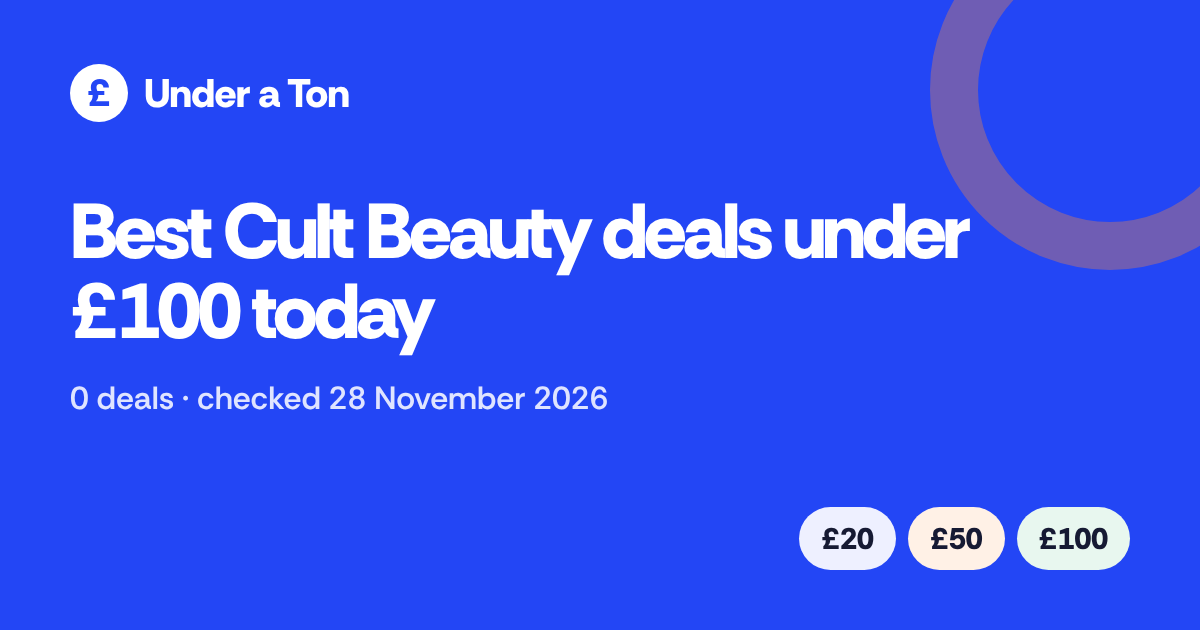 £ Under a Ton
Best Cult Beauty deals under
£100 today
0 deals · checked 28 November 2026
£20 £50 £100